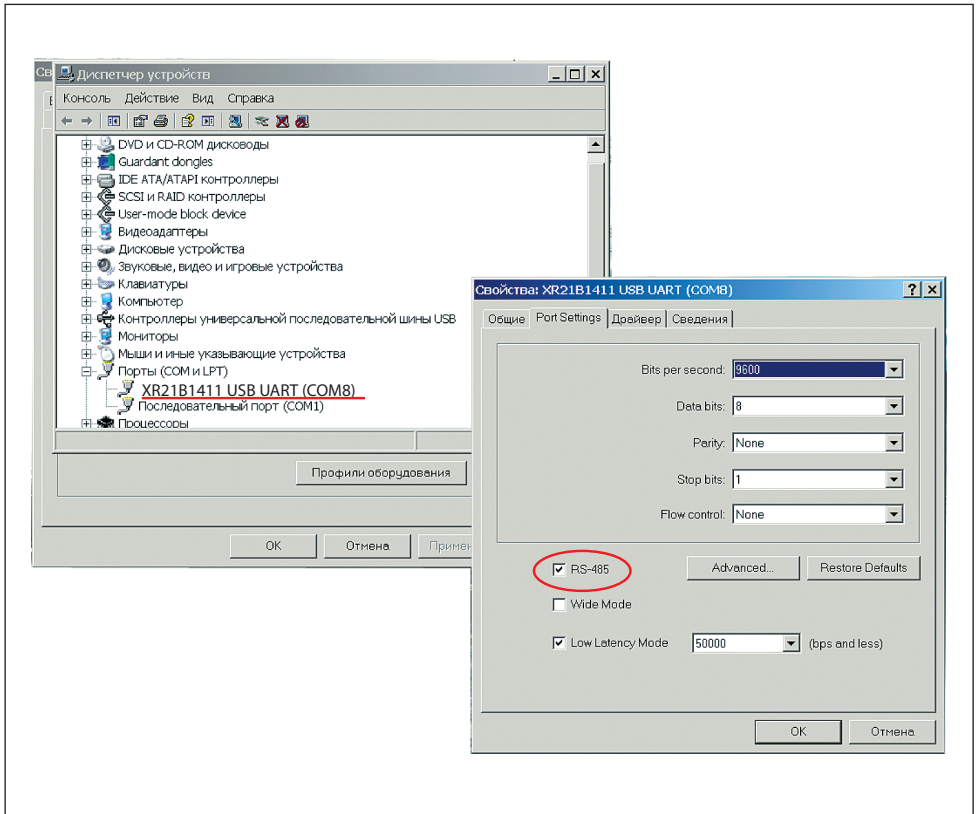 Св
Диспетчер устройств
Консоль Действие Вид Справка
DVD и CD-ROM дисководы
Guardant dongles
IDE ATA/ATAPI контроллеры
SCSI и RAID контроллеры
User-mode block device
Видеоадаптеры
Дисковые устройства
Звуковые, видео и игровые устройства
Клавиатуры
Компьютер
Контроллеры универсальной последовательной шины USB
Мониторы
Мыши и иные указывающие устройства
Порты (COM и LPT)
XR21B1411 USB UART (COM8)
Последовательный порт (COM1)
Процессоры
Профили оборудования
OK Отмена Примен
Свойства: XR21B1411 USB UART (COM8)
Общие Port Settings Драйвер Сведения
Bits per second: 9600
Data bits: 8
Parity: None
Stop bits: 1
Flow control: None
RS-485 Advanced... Restore Defaults
Wide Mode
Low Latency Mode 50000 (bps and less)
OK Отмена